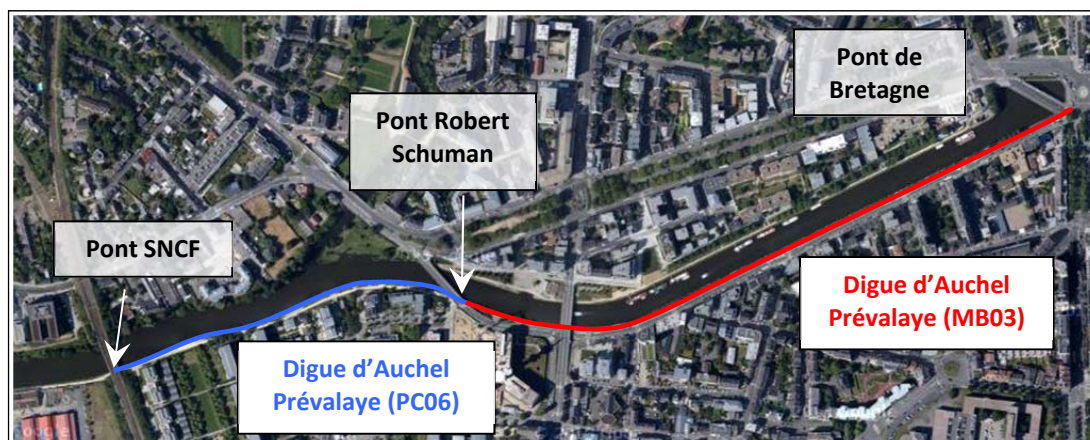 Pont de
Bretagne
Pont Robert
Schuman
Pont SNCF
Digue d’Auchel
Prévalaye (MB03)
Digue d’Auchel
Prévalaye (PC06)